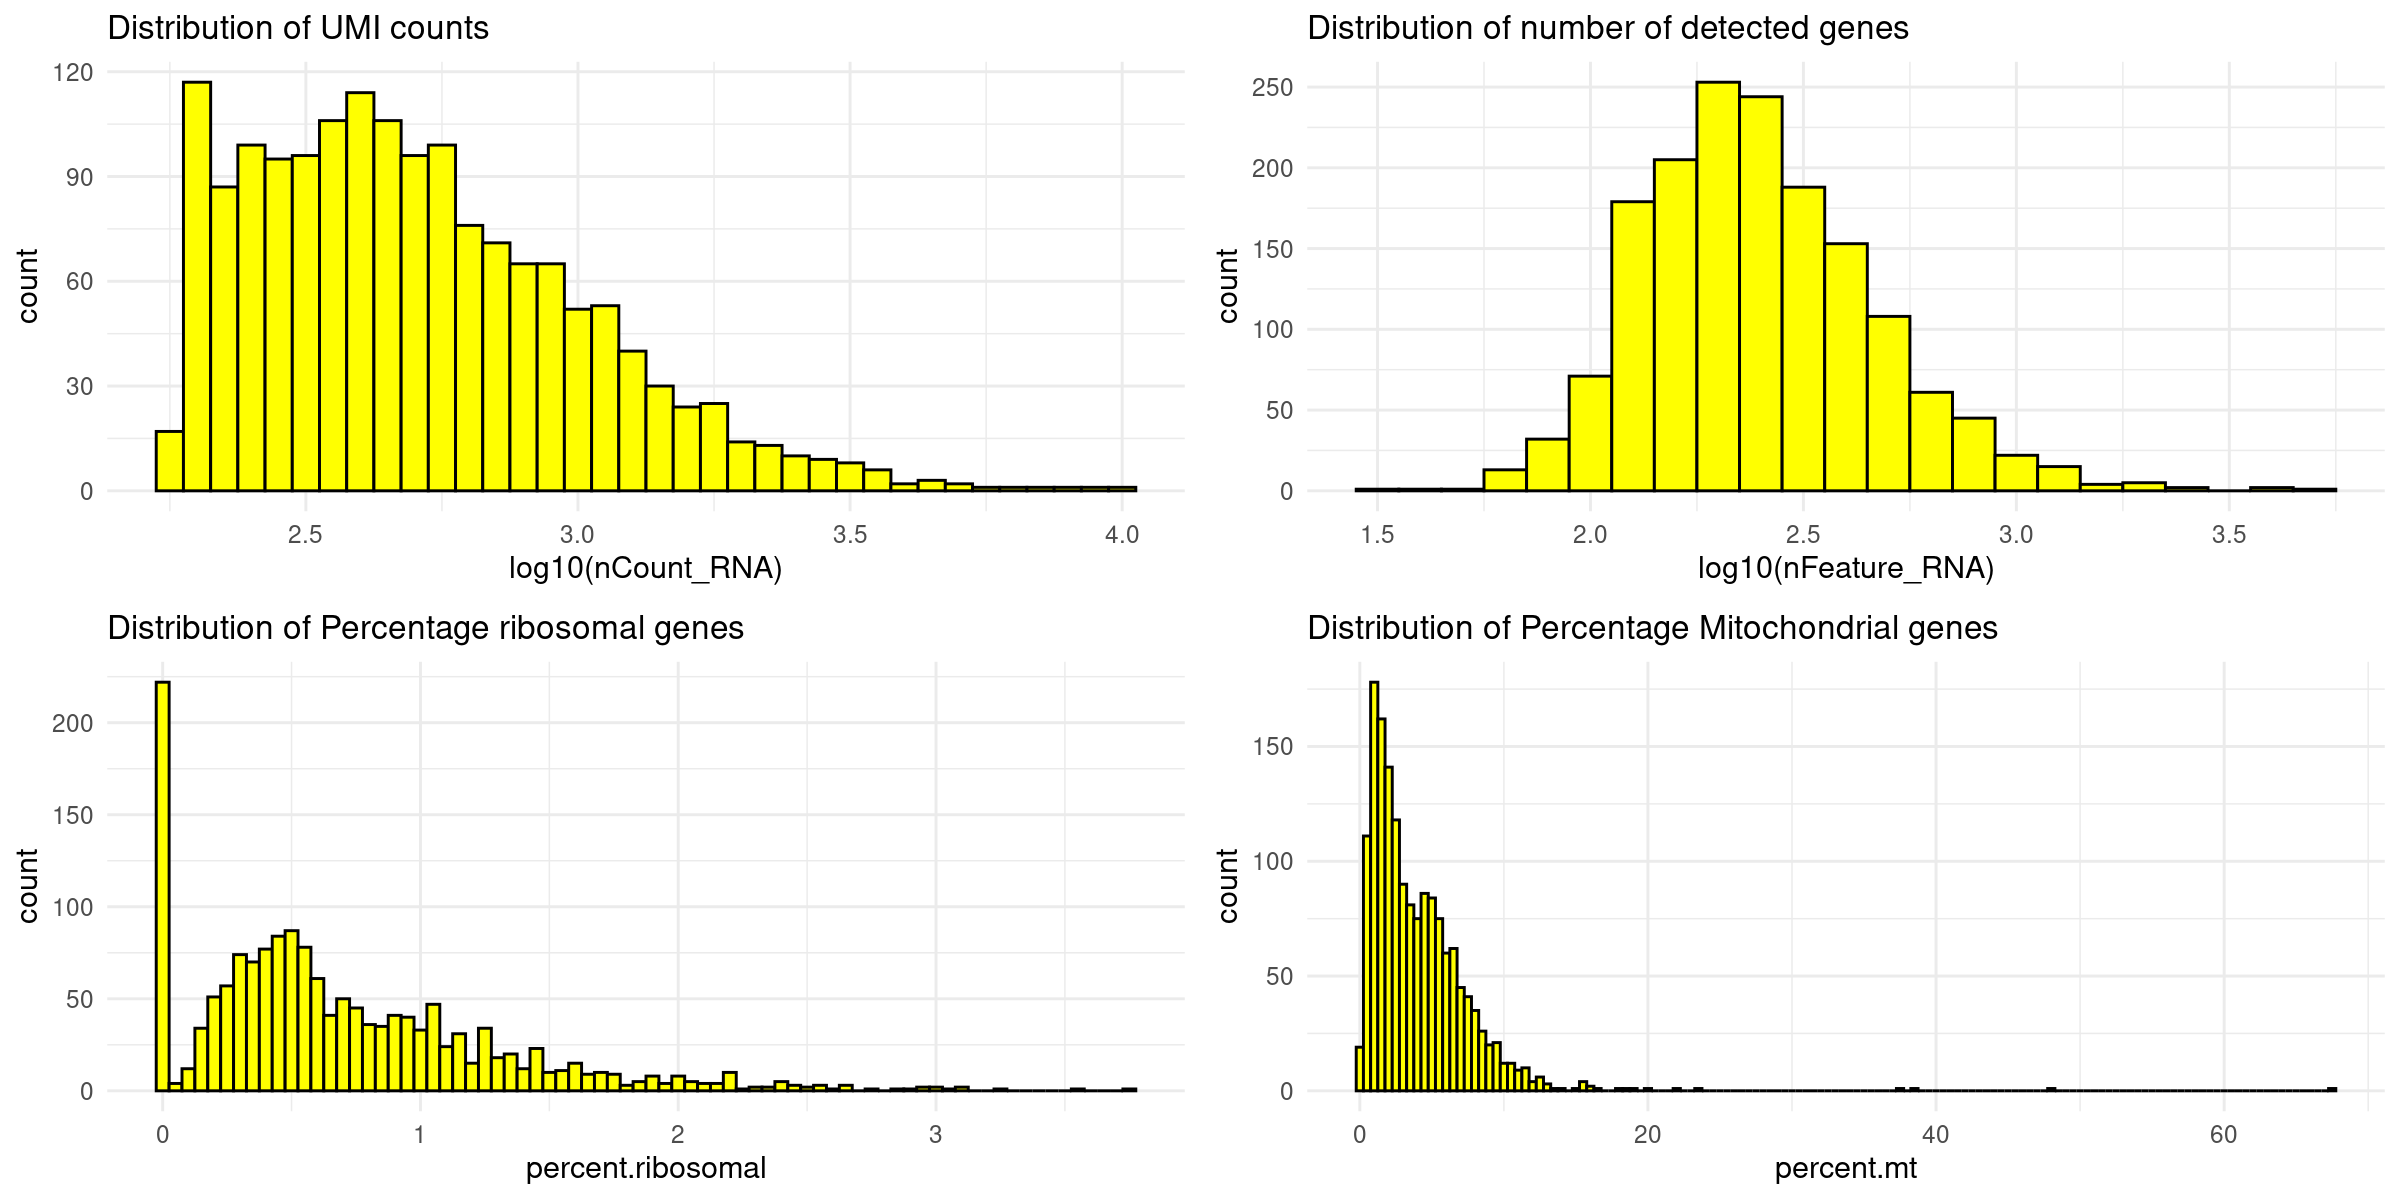 Distribution of UMI counts
120
90
60
30
0
count
2.5 3.0 3.5 4.0
log10(nCount_RNA)
Distribution of number of detected genes
250
200
150
100
50
0
count
1.5 2.0 2.5 3.0 3.5
log10(nFeature_RNA)
Distribution of Percentage ribosomal genes
200
150
100
50
0
count
0 1 2 3
percent.ribosomal
Distribution of Percentage Mitochondrial genes
150
100
50
0
count
0 20 40 60
percent.mt